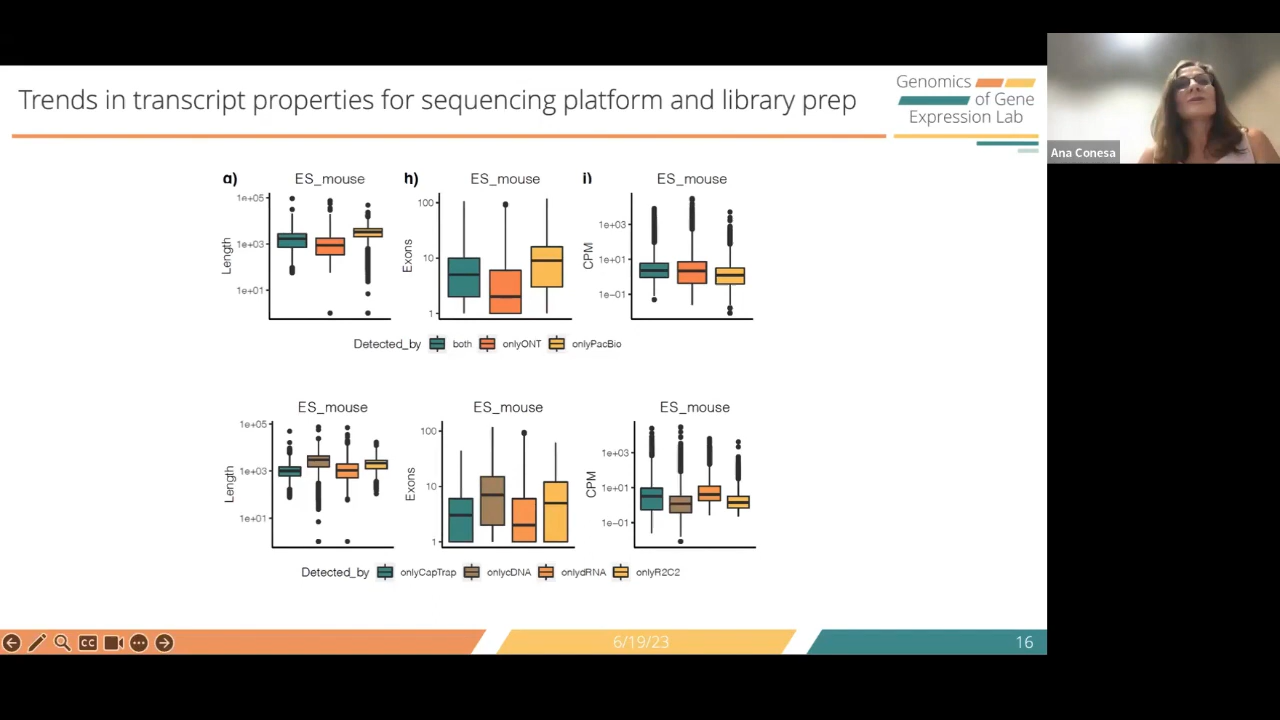 Trends in transcript properties for sequencing platform and library prep
Genomics
of Gene
Expression Lab
Ana Conesa
g) ES_mouse
h) ES_mouse
i) ES_mouse
Length
1e+05
1e+03
1e+01
Exons
100
10
1
CPM
1e+03
1e+01
1e-01
Detected_by both onlyONT onlyPacBio
ES_mouse
ES_mouse
ES_mouse
Length
1e+05
1e+03
1e+01
Exons
100
10
1
CPM
1e+03
1e+01
1e-01
Detected_by onlyCapTrap onlycDNA onlydRNA onlyR2C2
CC
6/19/23
16